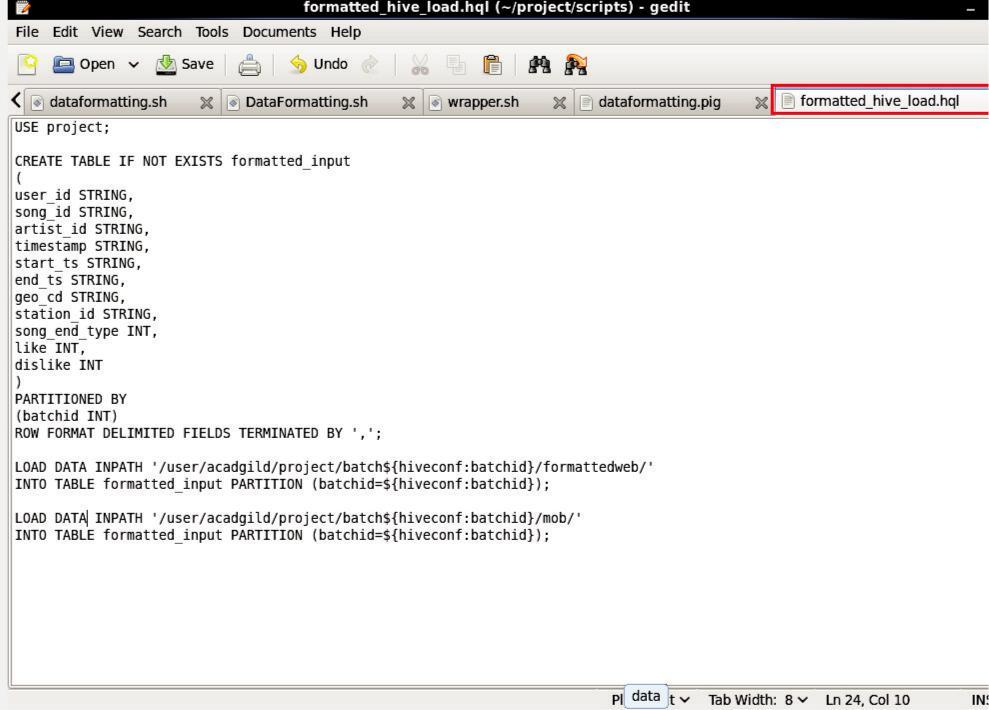 formatted_hive_load.hql (~/project/scripts) - gedit
File Edit View Search Tools Documents Help
Open Save Undo
dataformatting.sh DataFormatting.sh wrapper.sh dataformatting.pig formatted_hive_load.hql
USE project;
CREATE TABLE IF NOT EXISTS formatted_input
(
user_id STRING,
song_id STRING,
artist_id STRING,
timestamp STRING,
start_ts STRING,
end_ts STRING,
geo_cd STRING,
station_id STRING,
song_end_type INT,
like INT,
dislike INT
)
PARTITIONED BY
(batchid INT)
ROW FORMAT DELIMITED FIELDS TERMINATED BY ',';
LOAD DATA INPATH '/user/acadgild/project/batch${hiveconf:batchid}/formattedweb/'
INTO TABLE formatted_input PARTITION (batchid=${hiveconf:batchid});
LOAD DATA INPATH '/user/acadgild/project/batch${hiveconf:batchid}/mob/'
INTO TABLE formatted_input PARTITION (batchid=${hiveconf:batchid});
data Tab Width: 8 Ln 24, Col 10